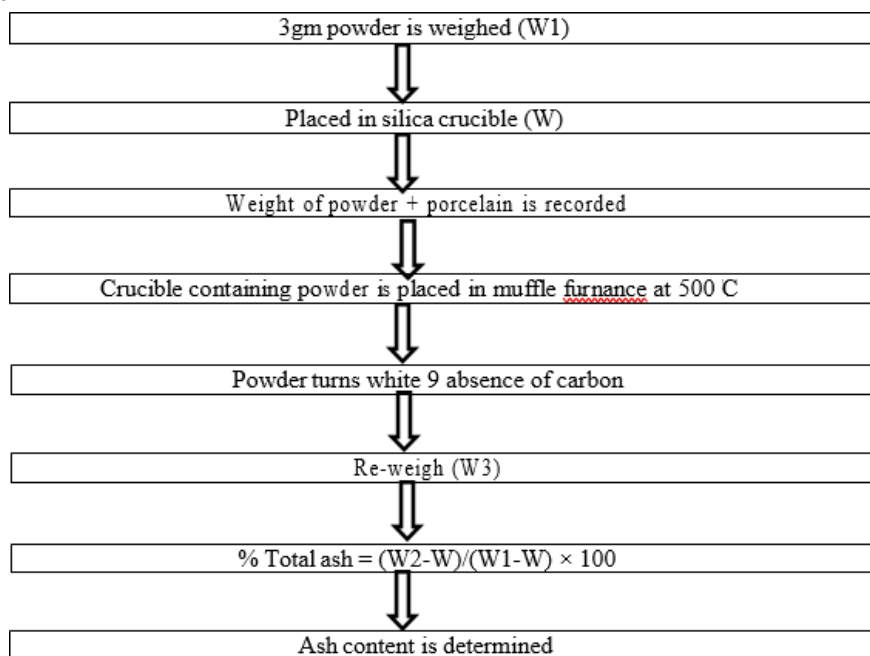 3gm powder is weighed (W1)
Placed in silica crucible (W)
Weight of powder + porcelain is recorded
Crucible containing powder is placed in muffle furnance at 500 C
Powder turns white 9 absence of carbon
Re-weigh (W3)
% Total ash = (W2-W)/(W1-W) × 100
Ash content is determined